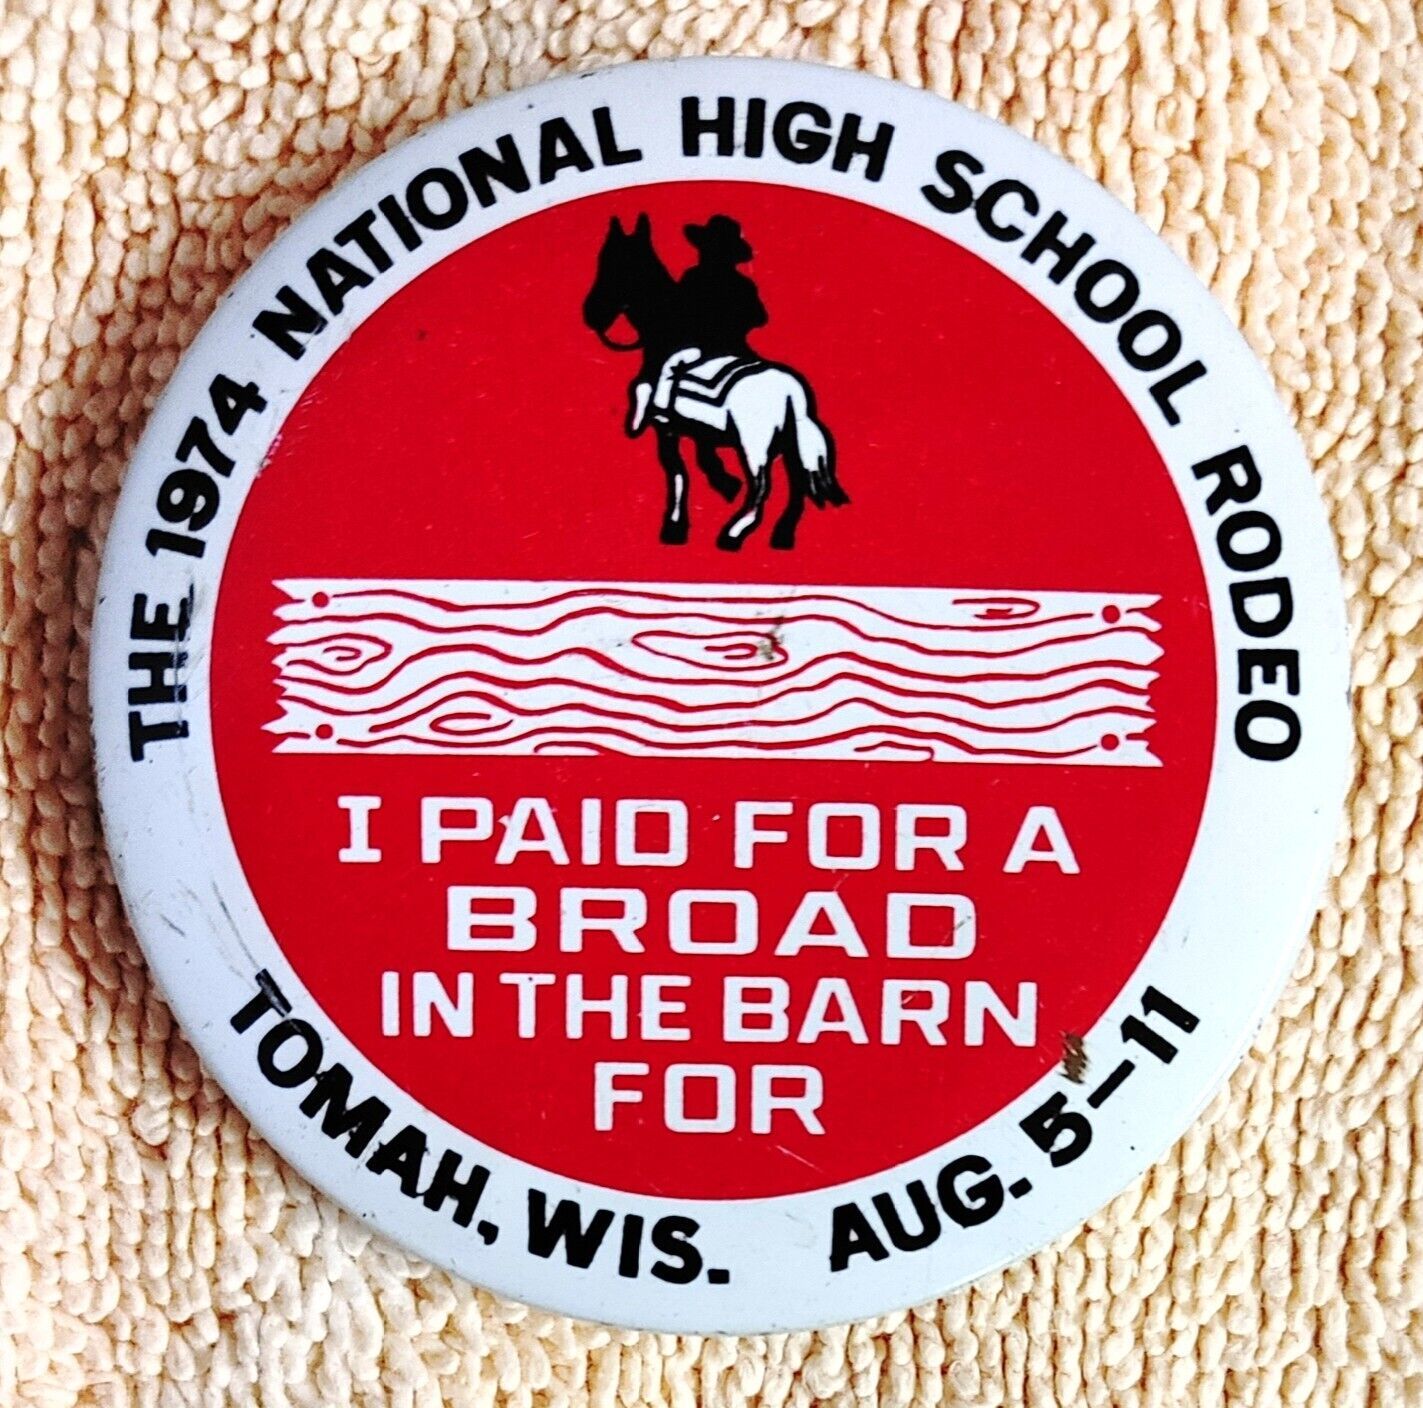 THE 1974 NATIONAL HIGH SCHOOL RODEO
I PAID FOR A
BROAD
IN THE BARN
FOR
TOMAH, WIS. AUG. 5-11